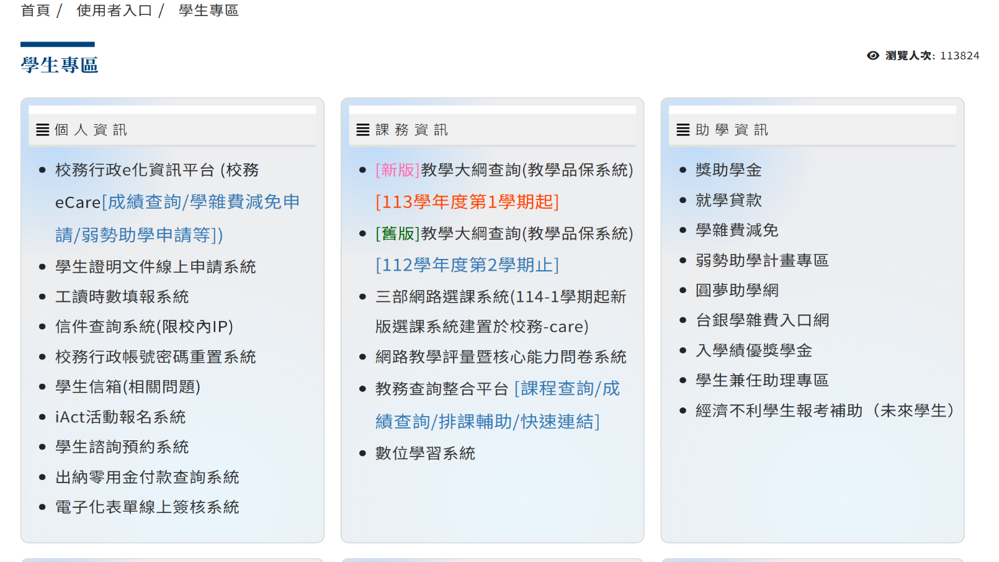 首頁 / 使用者入口 / 學生專區
學生專區
瀏覽人次: 113824
個人資訊
校務行政e化資訊平台 (校務
eCare[成績查詢/學雜費減免申
請/弱勢助學申請等])
學生證明文件線上申請系統
工讀時數填報系統
信件查詢系統(限校內IP)
校務行政帳號密碼重置系統
學生信箱(相關問題)
iAct活動報名系統
學生諮詢預約系統
出納零用金付款查詢系統
電子化表單線上簽核系統
課務資訊
[新版]教學大綱查詢(教學品保系統)
[113學年度第1學期起]
[舊版]教學大綱查詢(教學品保系統)
[112學年度第2學期止]
三部網路選課系統(114-1學期起新
版選課系統建置於校務-care)
網路教學評量暨核心能力問卷系統
教務查詢整合平台 [課程查詢/成
績查詢/排課輔助/快速連結]
數位學習系統
助學資訊
獎助學金
就學貸款
學雜費減免
弱勢助學計畫專區
圓夢助學網
台銀學雜費入口網
入學績優獎學金
學生兼任助理專區
經濟不利學生報考補助（未來學生）